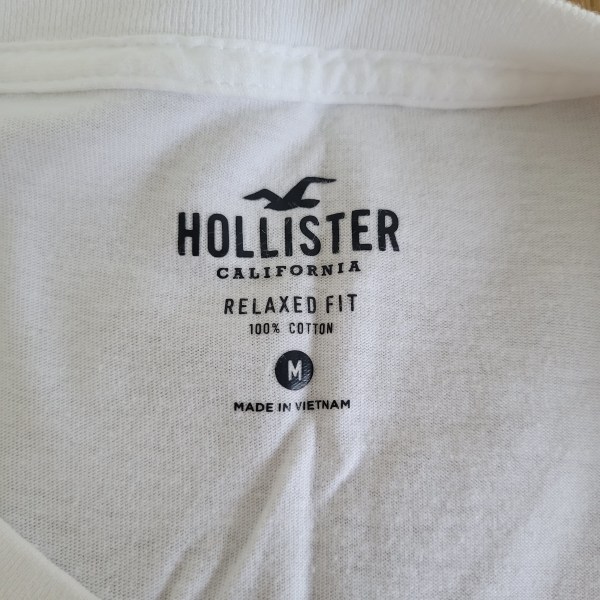 HOLLISTER
CALIFORNIA
RELAXED FIT
100% COTTON
M
MADE IN VIETNAM